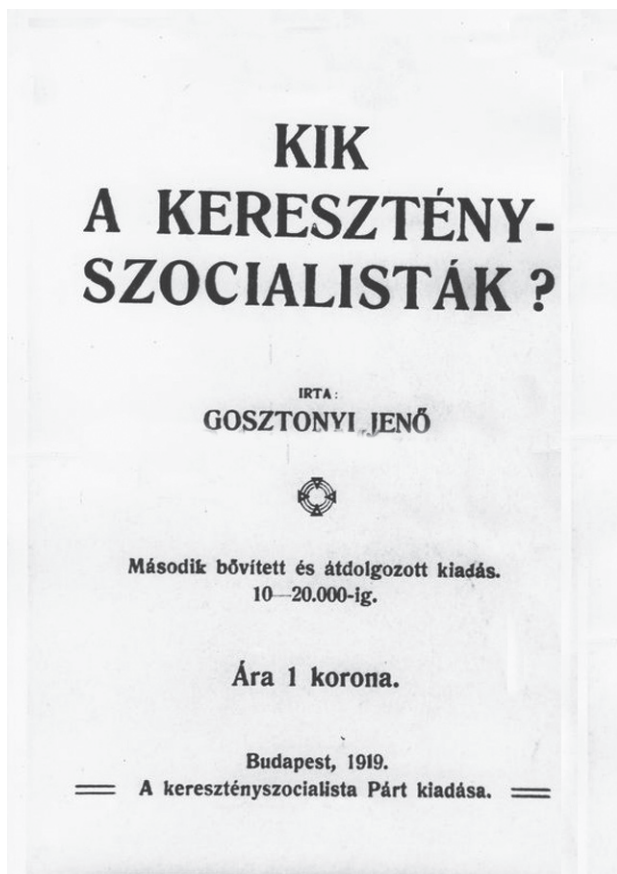 KIK
A KERESZTÉNY-
SZOCIALISTÁK ?
IRTA:
GOSZTONYI JENŐ
Második bővített és átdolgozott kiadás.
10—20.000-ig.
Ára 1 korona.
Budapest, 1919.
A keresztényszocialista Párt kiadása.